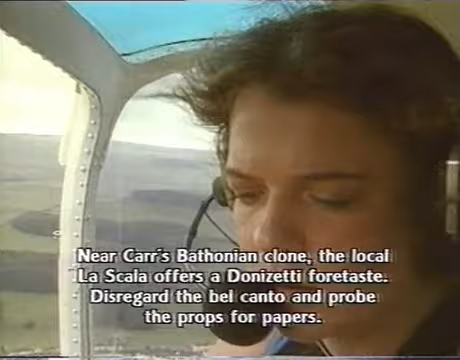 Near Carr's Bathonian clone, the local
La Scala offers a Donizetti foretaste.
Disregard the bel canto and probe
the props for papers.